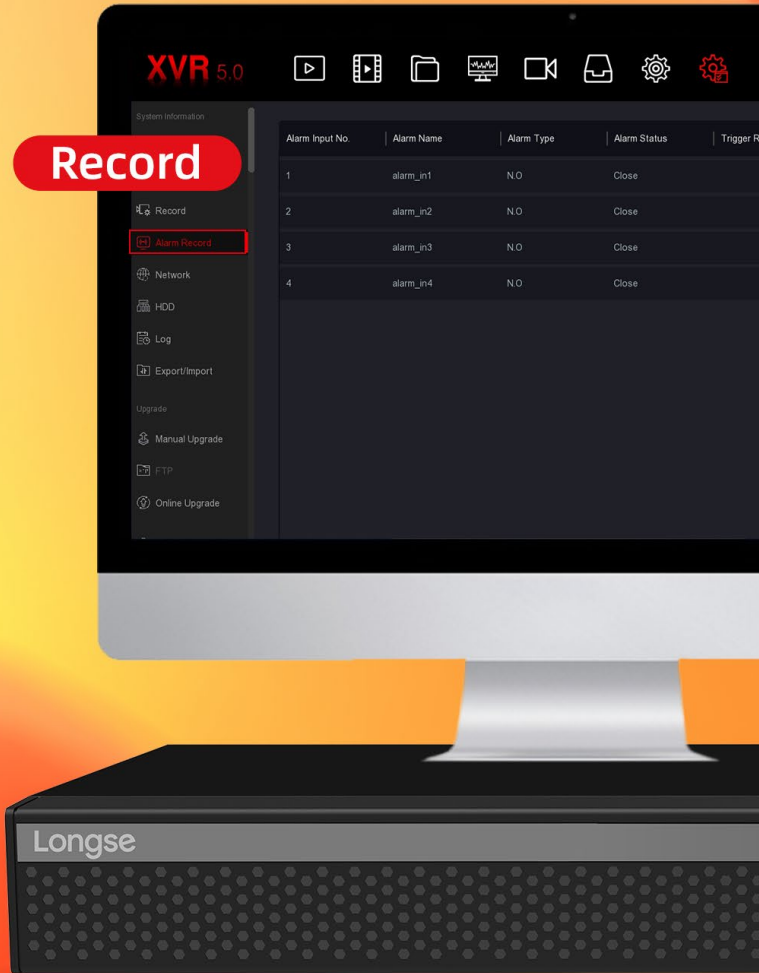 XVR 5.0
System Information
Record
Record
Alarm Record
Network
HDD
Log
Export/Import
Upgrade
Manual Upgrade
FTP
Online Upgrade
Alarm Input No. Alarm Name Alarm Type Alarm Status Trigger R
1 alarm_in1 N.O Close
2 alarm_in2 N.O Close
3 alarm_in3 N.O Close
4 alarm_in4 N.O Close
Longse